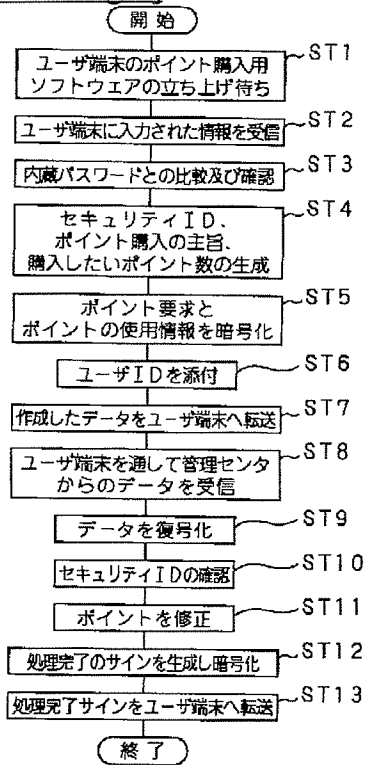 開始
ユーザ端末のポイント購入用
ソフトウェアの立ち上げ待ち
ST1
ユーザ端末に入力された情報を受信
ST2
内蔵パスワードとの比較及び確認
ST3
セキュリティID、
ポイント購入の主旨、
購入したいポイント数の生成
ST4
ポイント要求と
ポイントの使用情報を暗号化
ST5
ユーザIDを添付
ST6
作成したデータをユーザ端末へ転送
ST7
ユーザ端末を通して管理センタ
からのデータを受信
ST8
データを復号化
ST9
セキュリティIDの確認
ST10
ポイントを修正
ST11
処理完了のサインを生成し暗号化
ST12
処理完了サインをユーザ端末へ転送
ST13
終了